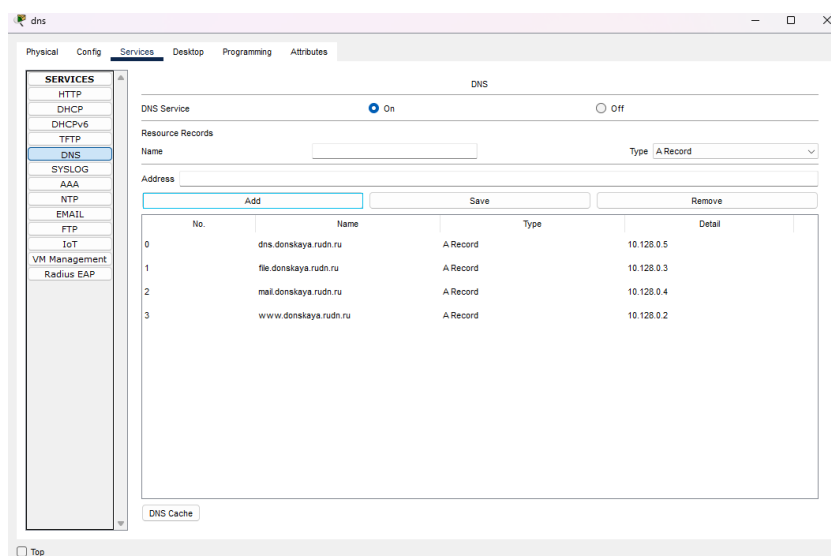 dns
Physical Config Services Desktop Programming Attributes
SERVICES
HTTP
DHCP
DHCPv6
TFTP
DNS
SYSLOG
AAA
NTP
EMAIL
FTP
IoT
VM Management
Radius EAP
DNS
DNS Service On Off
Resource Records
Name Type A Record
Address
Add Save Remove
No. Name Type Detail
0 dns.donskaya.rudn.ru A Record 10.128.0.5
1 file.donskaya.rudn.ru A Record 10.128.0.3
2 mail.donskaya.rudn.ru A Record 10.128.0.4
3 www.donskaya.rudn.ru A Record 10.128.0.2
DNS Cache
Top